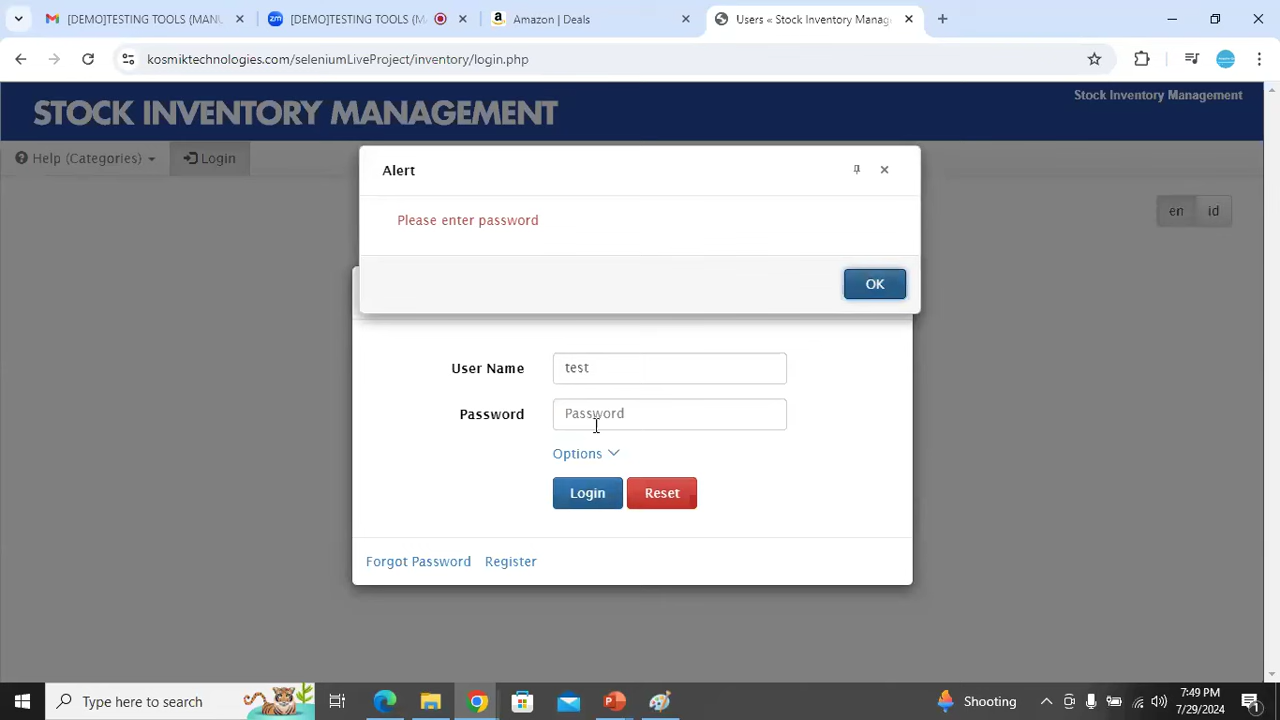 [DEMO]TESTING TOOLS (MANU
[DEMO]TESTING TOOLS (M
Amazon | Deals
Users « Stock Inventory Manag
kosmiktechnologies.com/seleniumLiveProject/inventory/login.php
STOCK INVENTORY MANAGEMENT
Stock Inventory Management
Help (Categories)
Login
en
id
Alert
Please enter password
OK
User Name
test
Password
Password
Options
Login
Reset
Forgot Password
Register
Type here to search
Shooting
7:49 PM
7/29/2024